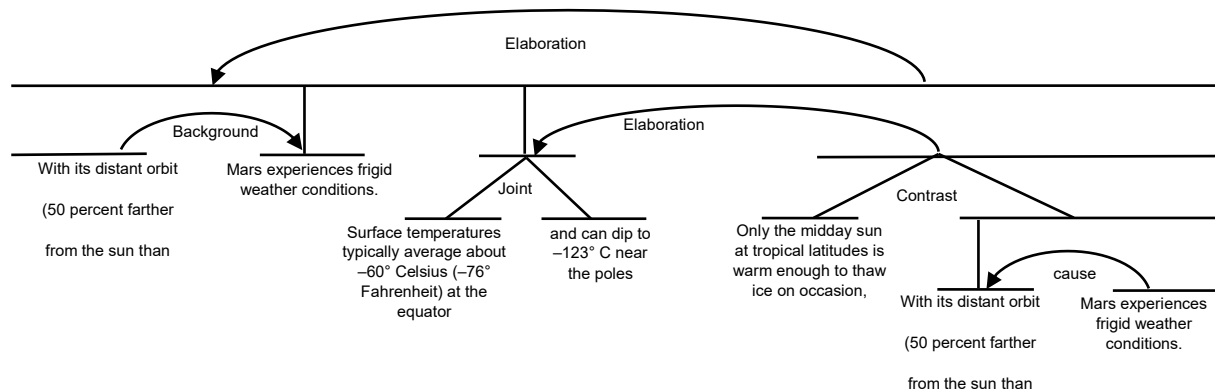 Elaboration
Background
Elaboration
With its distant orbit
(50 percent farther
from the sun than
Mars experiences frigid
weather conditions.
Joint
Surface temperatures
typically average about
–60° Celsius (–76°
Fahrenheit) at the
equator
and can dip to
–123° C near
the poles
Contrast
Only the midday sun
at tropical latitudes is
warm enough to thaw
ice on occasion,
cause
With its distant orbit
(50 percent farther
from the sun than
Mars experiences
frigid weather
conditions.